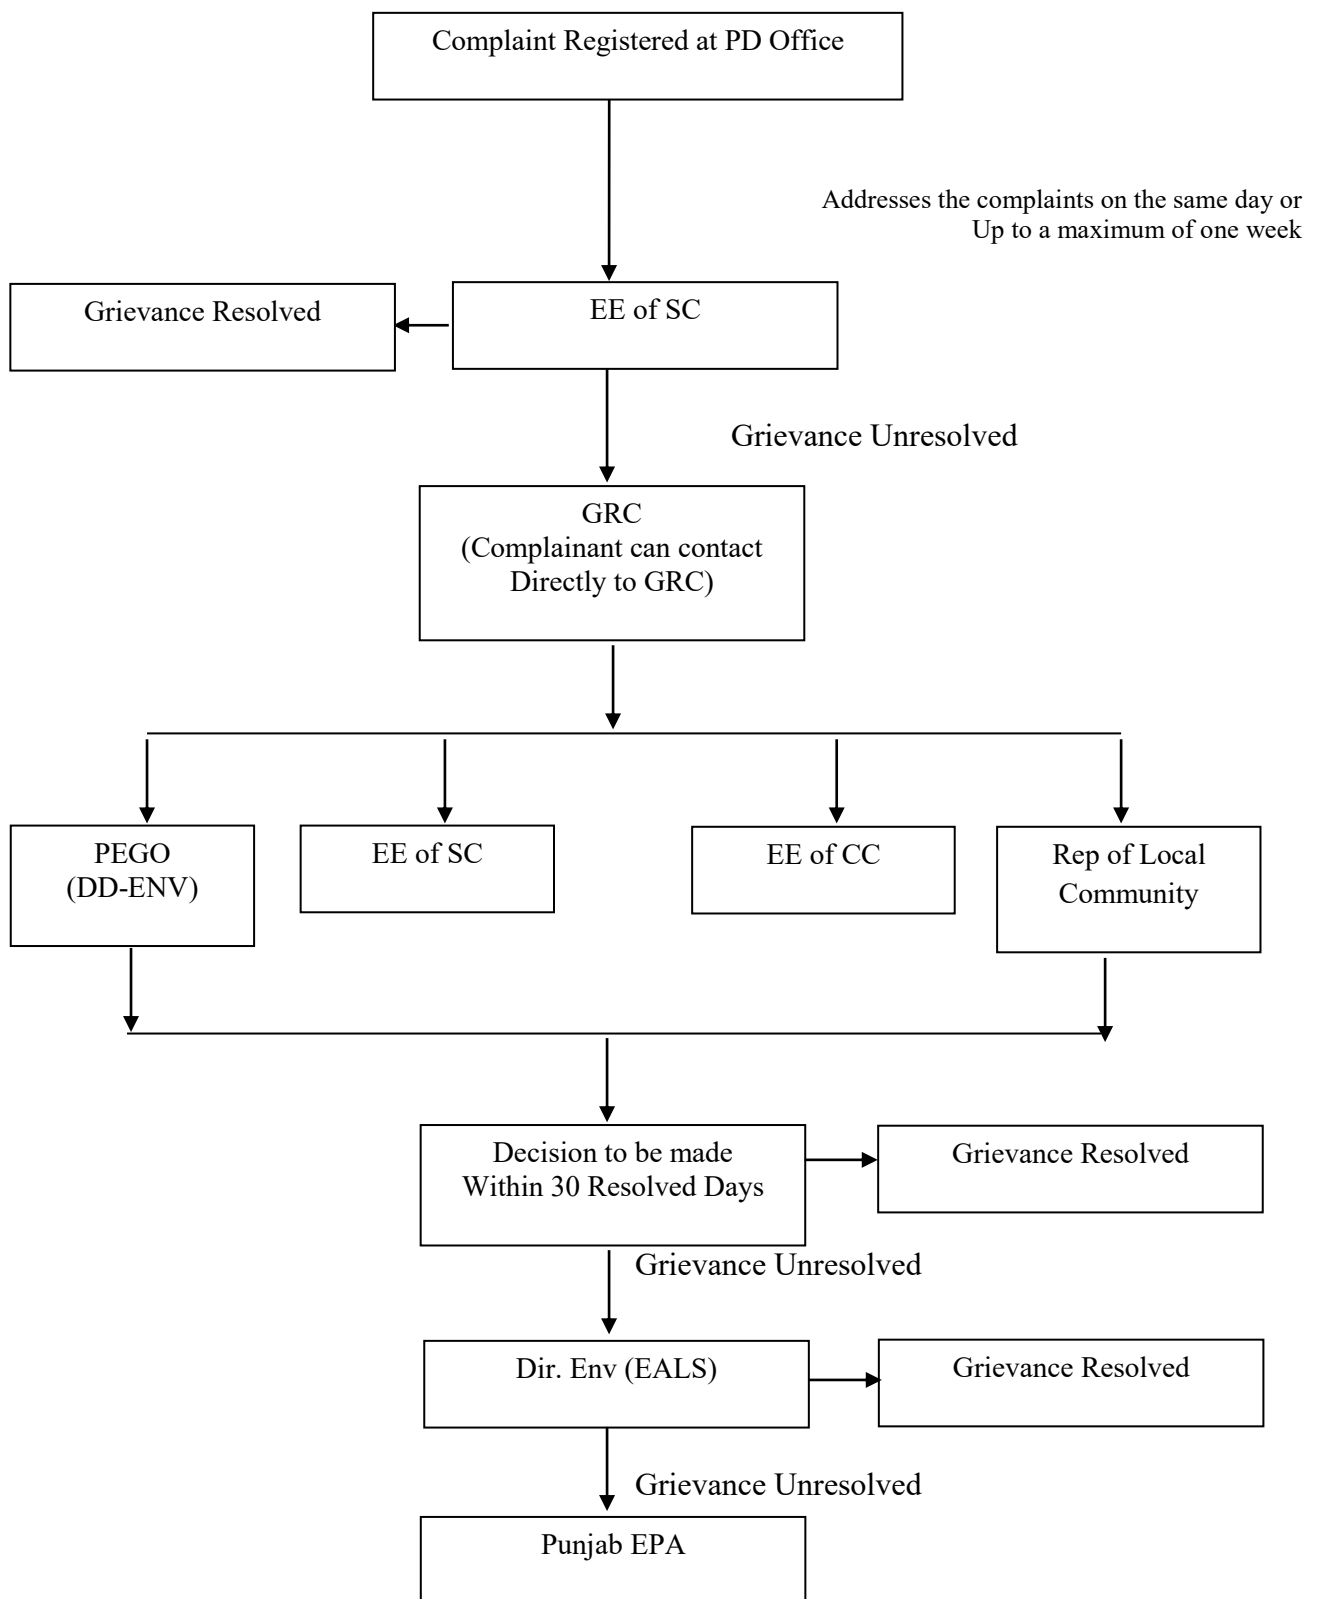 Complaint Registered at PD Office
Addresses the complaints on the same day or
Up to a maximum of one week
Grievance Resolved
EE of SC
Grievance Unresolved
GRC
(Complainant can contact
Directly to GRC)
PEGO
(DD-ENV)
EE of SC
EE of CC
Rep of Local
Community
Decision to be made
Within 30 Resolved Days
Grievance Resolved
Grievance Unresolved
Dir. Env (EALS)
Grievance Resolved
Grievance Unresolved
Punjab EPA